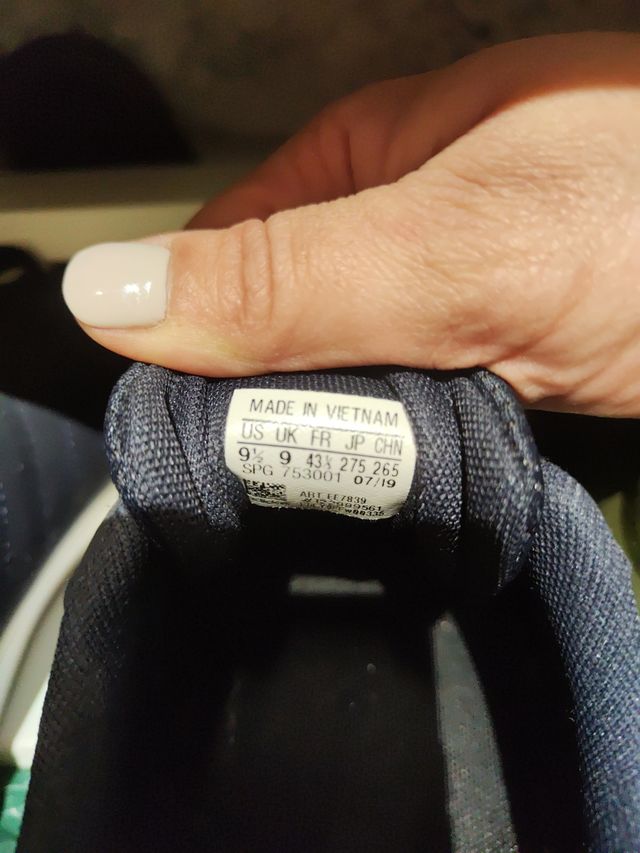 MADE IN VIETNAM
US UK FR JP CHN
9½ 9 43⅓ 275 265
SPG 753001 07/19
ART EE7839